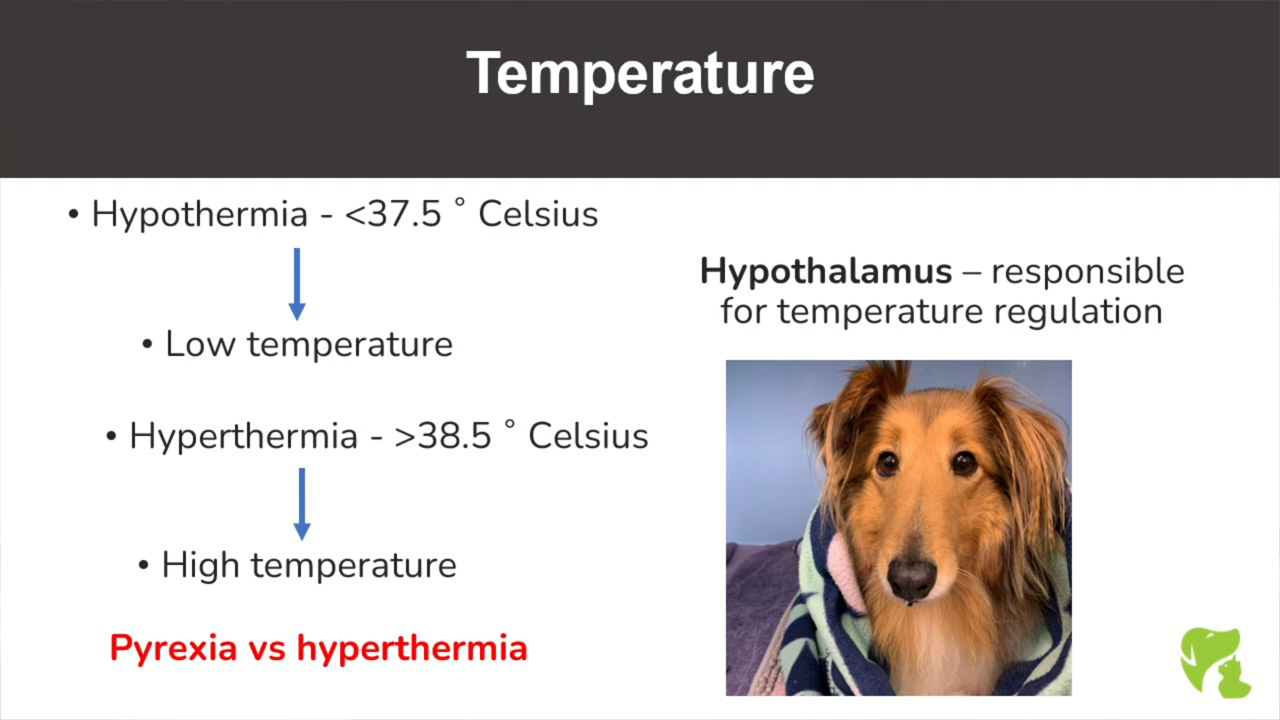 Temperature
• Hypothermia - <37.5 ˚ Celsius
• Low temperature
• Hyperthermia - >38.5 ˚ Celsius
• High temperature
Pyrexia vs hyperthermia
Hypothalamus – responsible
for temperature regulation